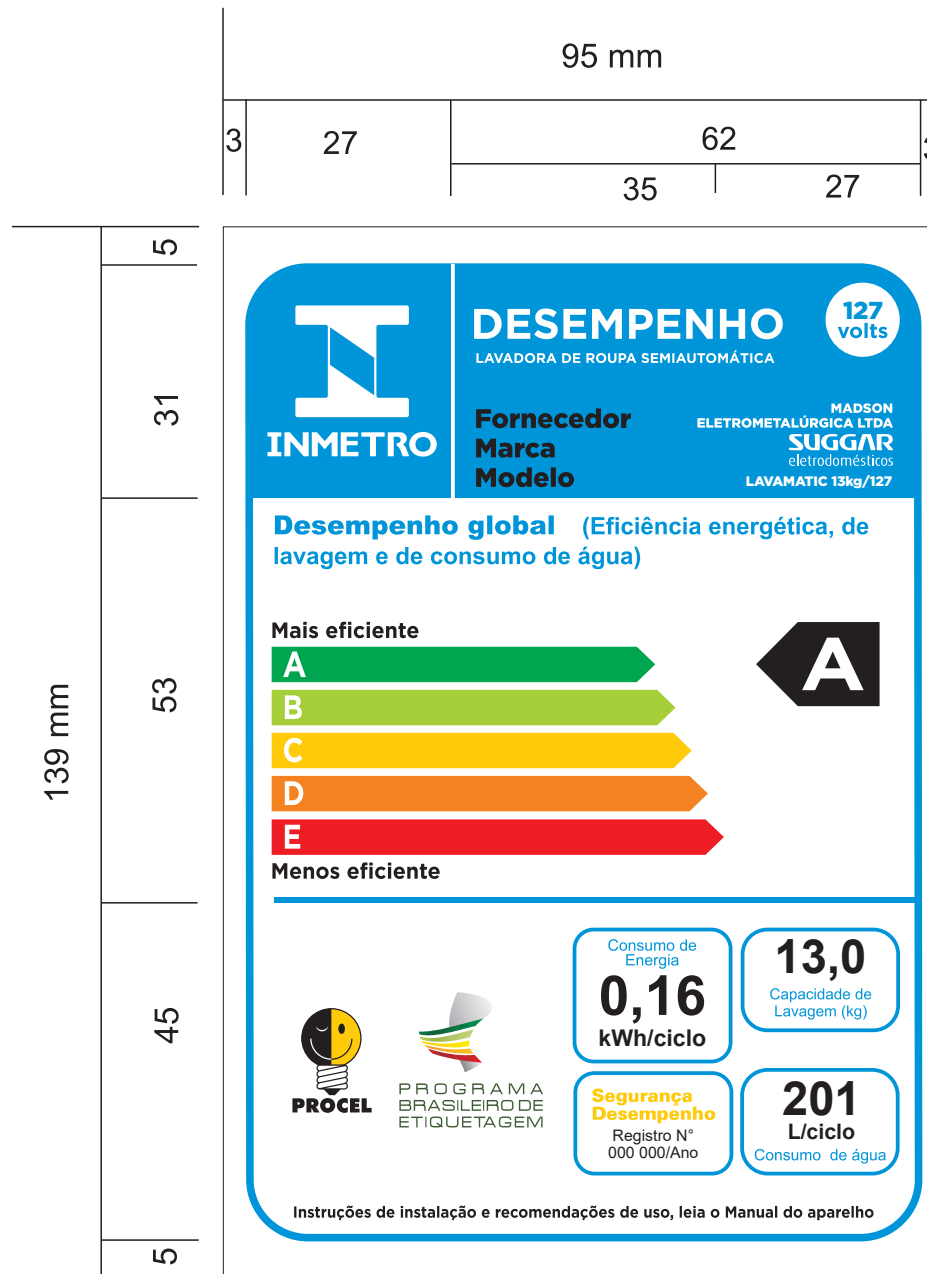 95 mm
3
27
62
35
27
5
31
53
139 mm
45
5
INMETRO
DESEMPENHO
LAVADORA DE ROUPA SEMIAUTOMÁTICA
127
volts
Fornecedor
Marca
Modelo
MADSON
ELETROMETALÚRGICA LTDA
SUGGAR
eletrodomésticos
LAVAMATIC 13kg/127
Desempenho global (Eficiência energética, de
lavagem e de consumo de água)
Mais eficiente
A
B
C
D
E
Menos eficiente
A
PROCEL
PROGRAMA
BRASILEIRO DE
ETIQUETAGEM
Consumo de
Energia
0,16
kWh/ciclo
13,0
Capacidade de
Lavagem (kg)
Segurança
Desempenho
Registro N°
000 000/Ano
201
L/ciclo
Consumo de água
Instruções de instalação e recomendações de uso, leia o Manual do aparelho